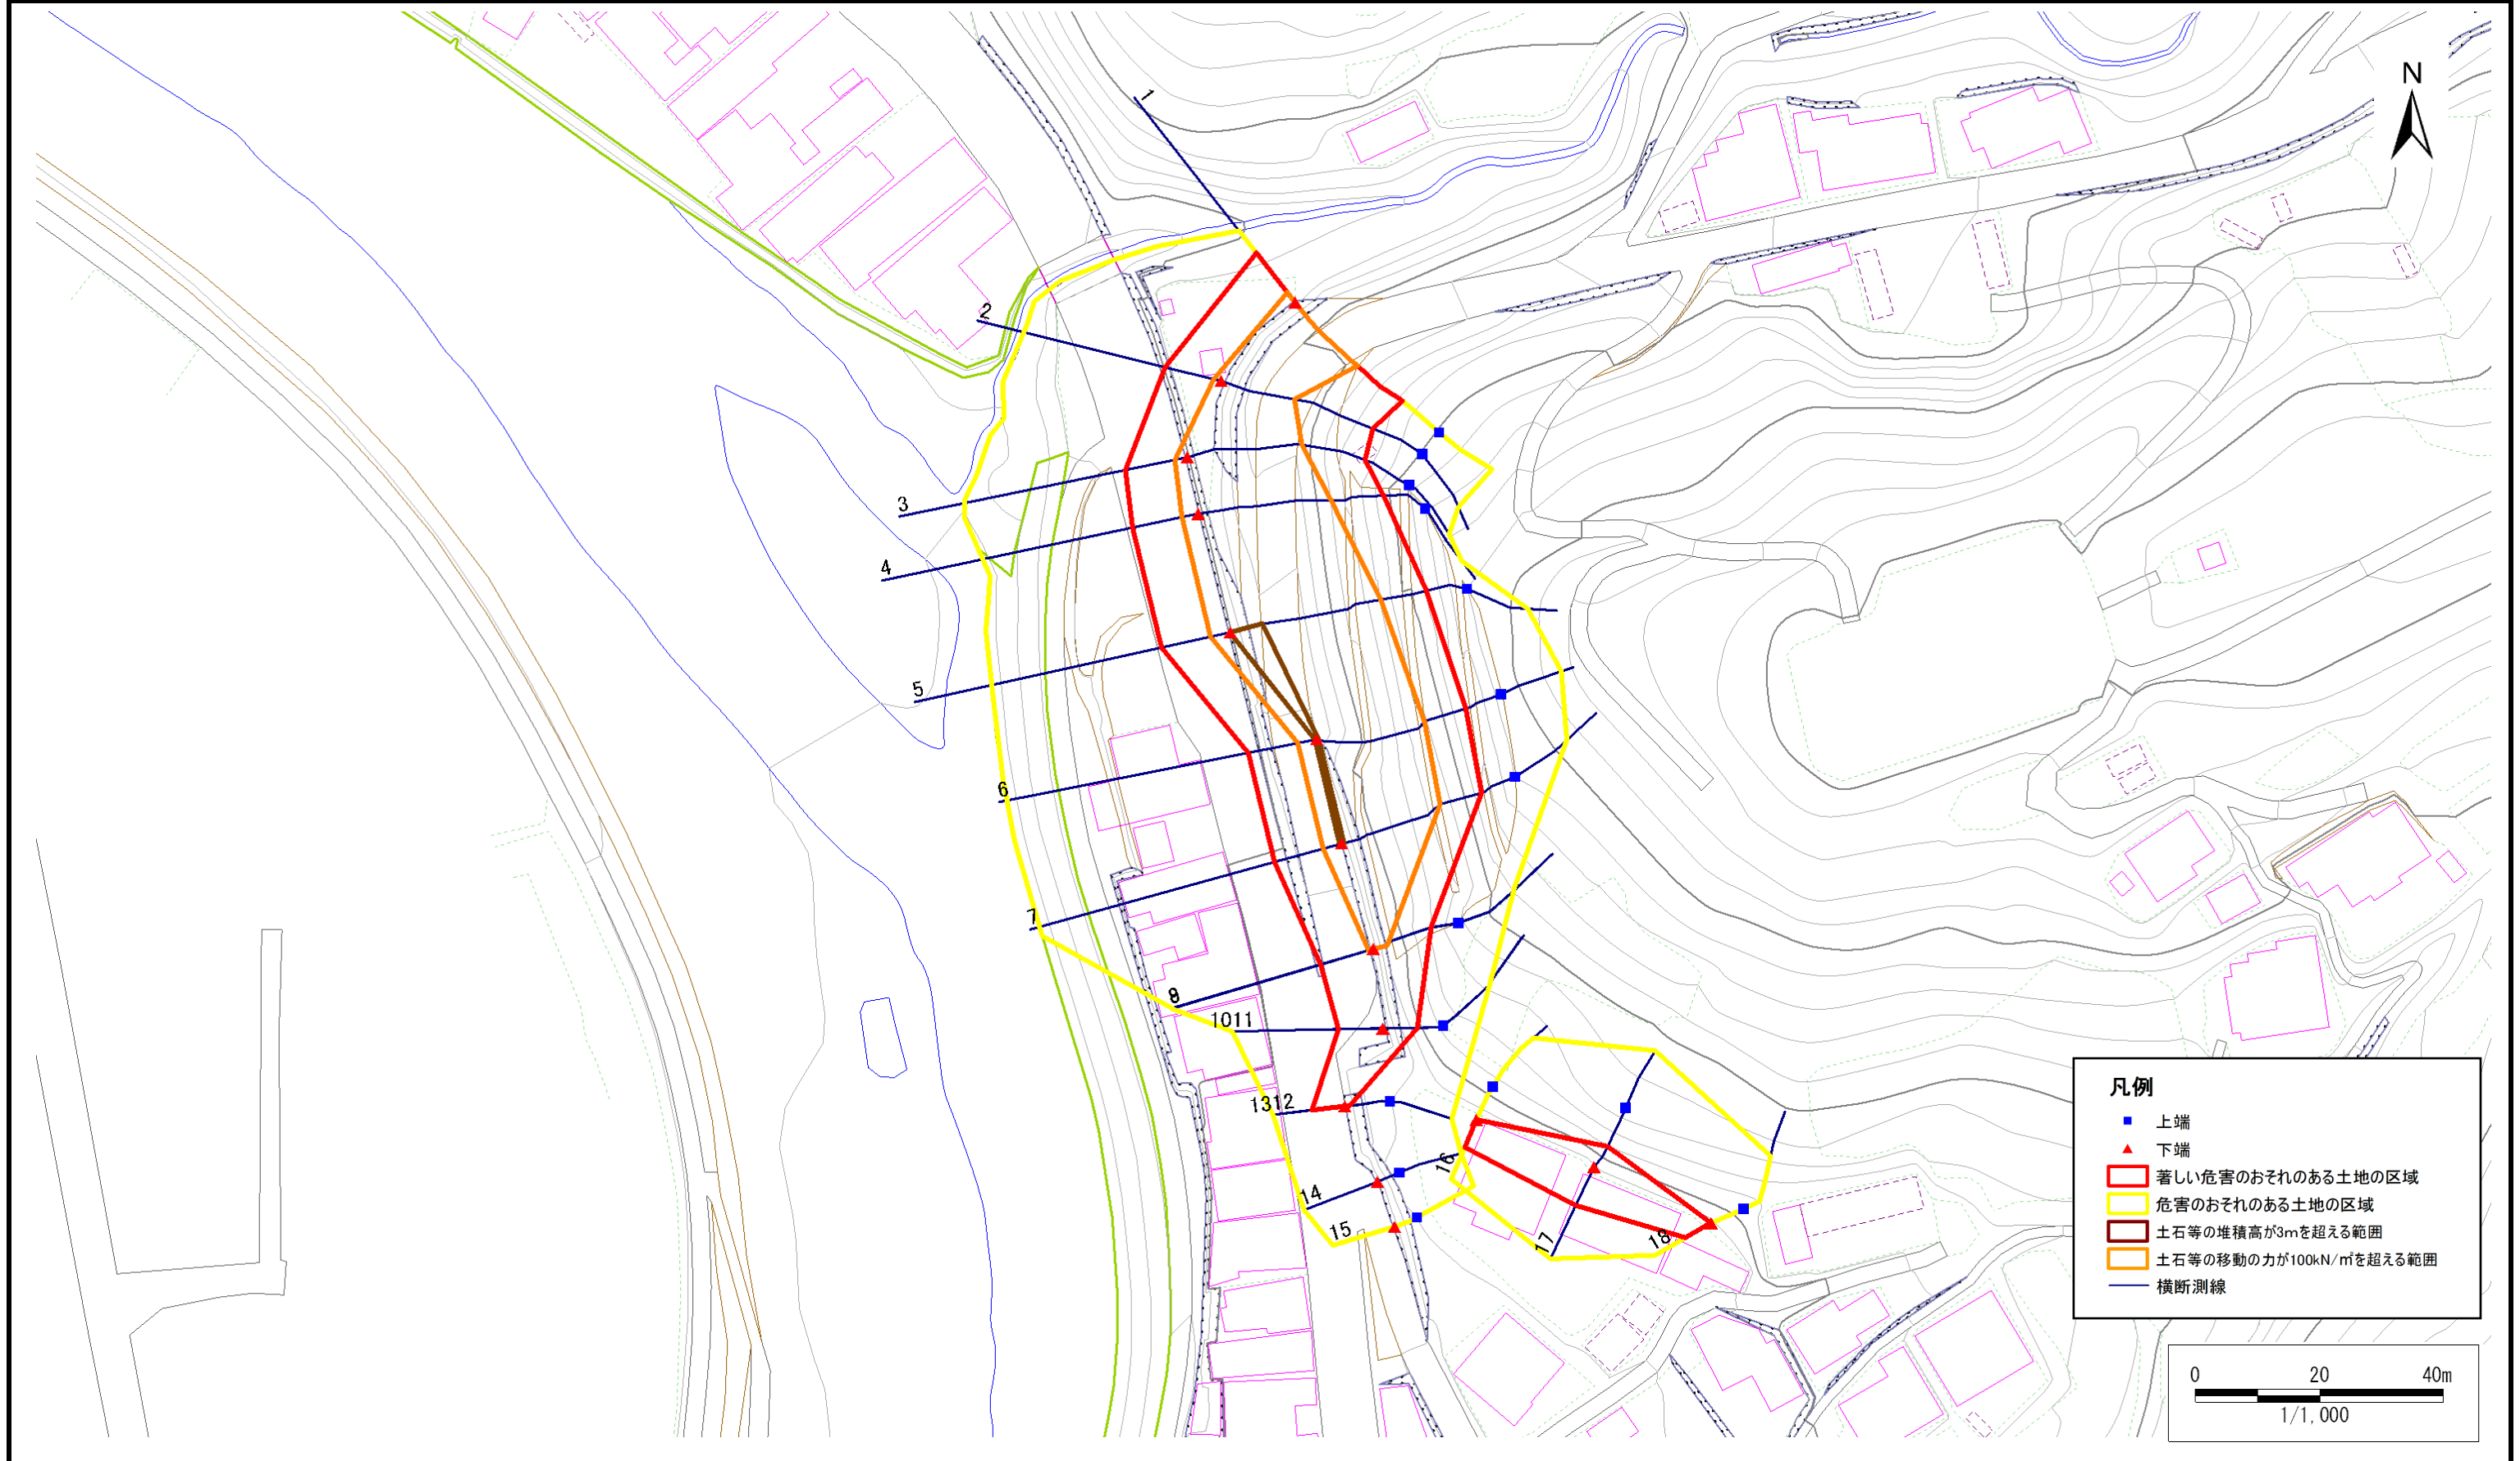 N
1
2
3
4
5
6
7
1011
1312
14
15
16
17
18
凡例
上端
下端
著しい危害のおそれのある土地の区域
危害のおそれのある土地の区域
土石等の堆積高が3mを超える範囲
土石等の移動の力が100kN/㎡を超える範囲
横断測線
0 20 40m
1/1,000